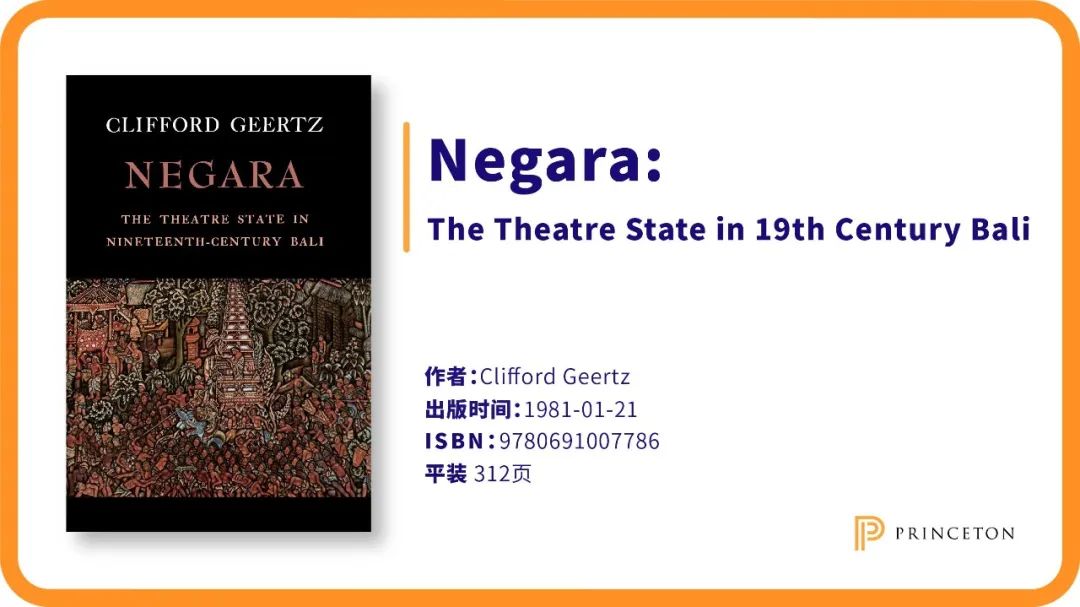 CLIFFORD GEERTZ
NEGARA
THE THEATRE STATE IN
NINETEENTH-CENTURY BALI
Negara:
The Theatre State in 19th Century Bali
作者：Clifford Geertz
出版时间：1981-01-21
ISBN：9780691007786
平装 312页
PRINCETON